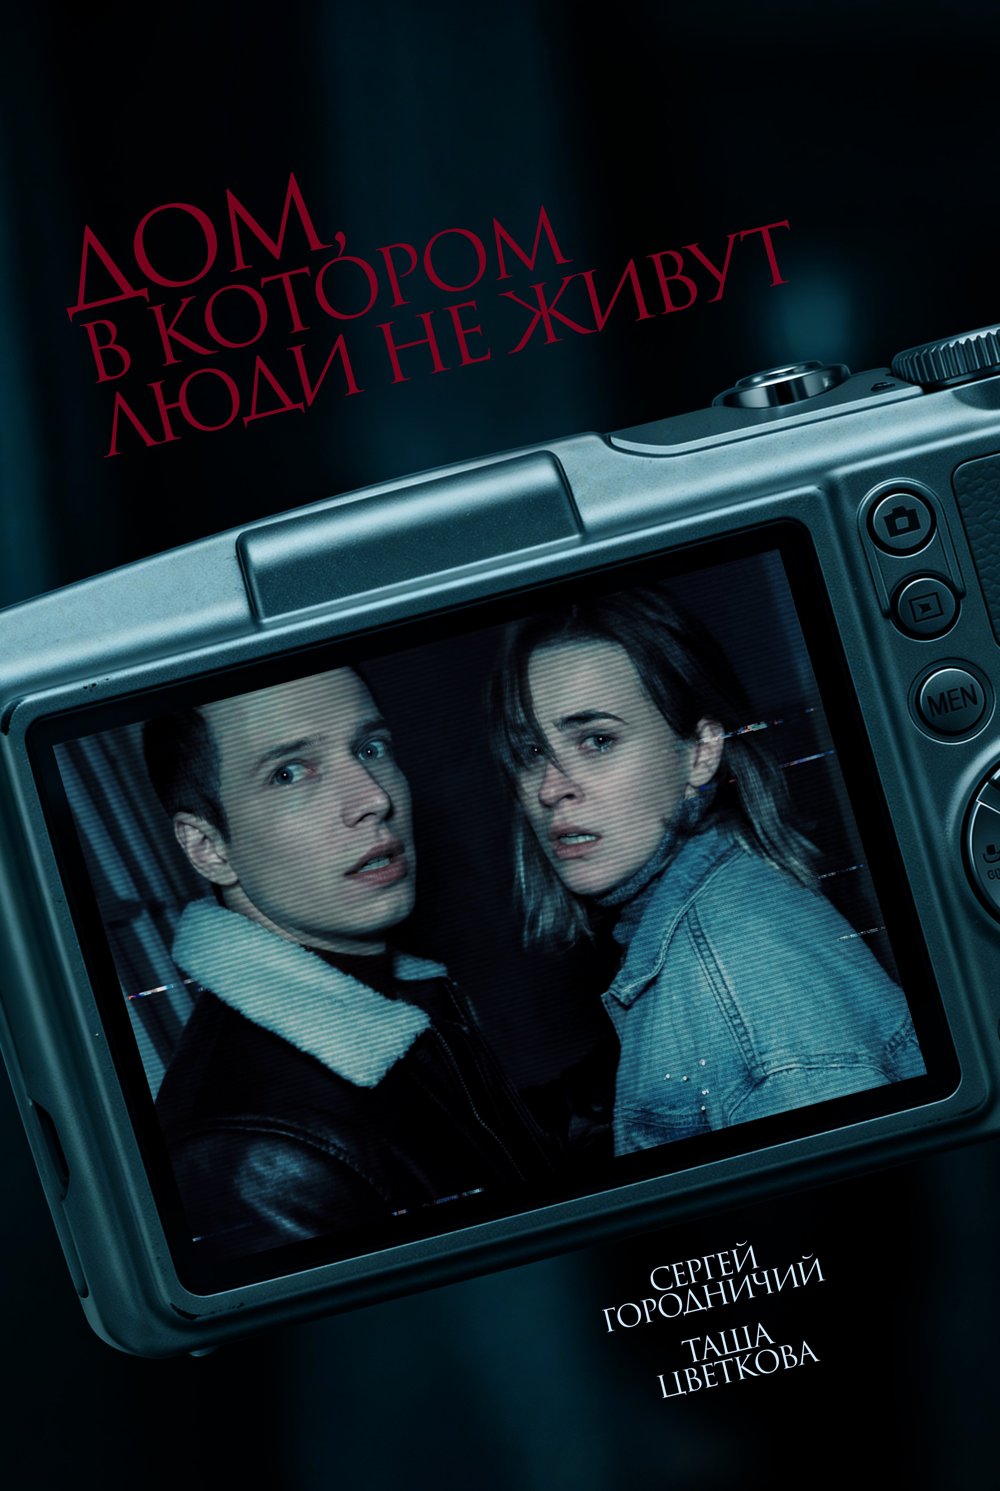 ДОМ,
В КОТОРОМ
ЛЮДИ НЕ ЖИВУТ
MEN
СЕРГЕЙ
ГОРОДНИЧИЙ
ТАША
ЦВЕТКОВА